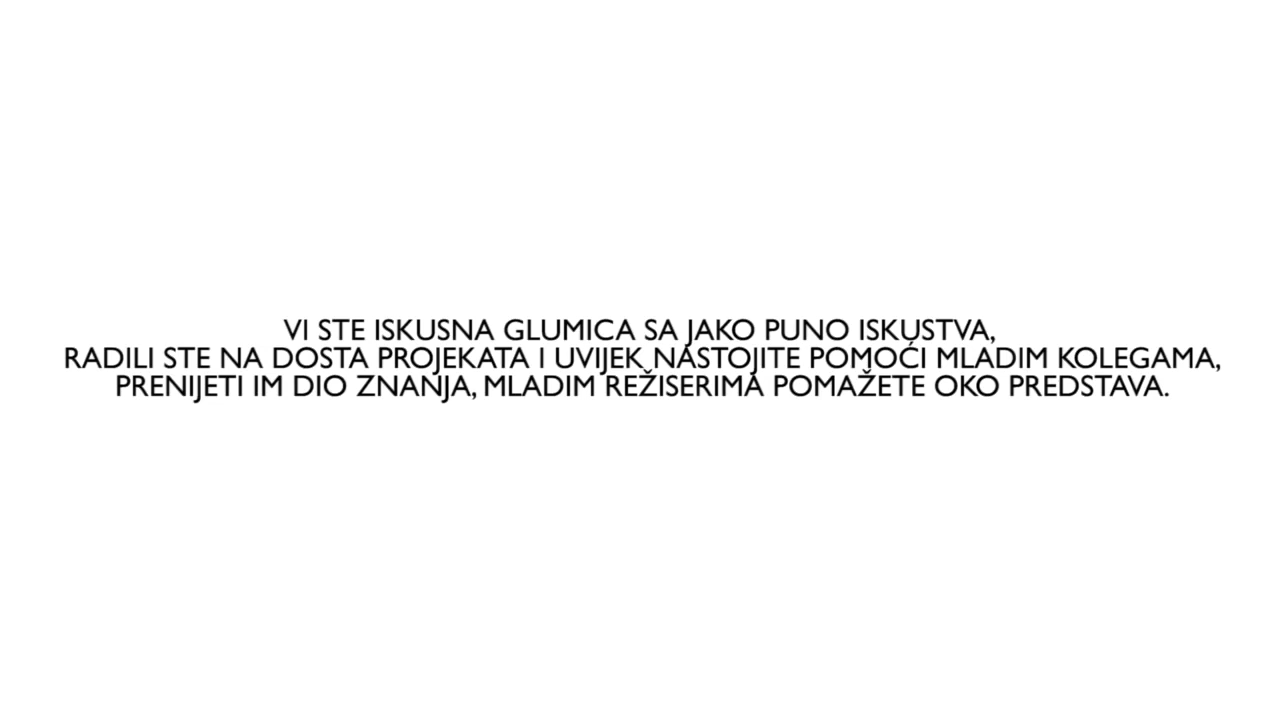 VI STE ISKUSNA GLUMICA SA JAKO PUNO ISKUSTVA,
RADILI STE NA DOSTA PROJEKATA I UVIJEK NASTOJITE POMOĆI MLADIM KOLEGAMA,
PRENIJETI IM DIO ZNANJA, MLADIM REŽISERIMA POMAŽETE OKO PREDSTAVA.